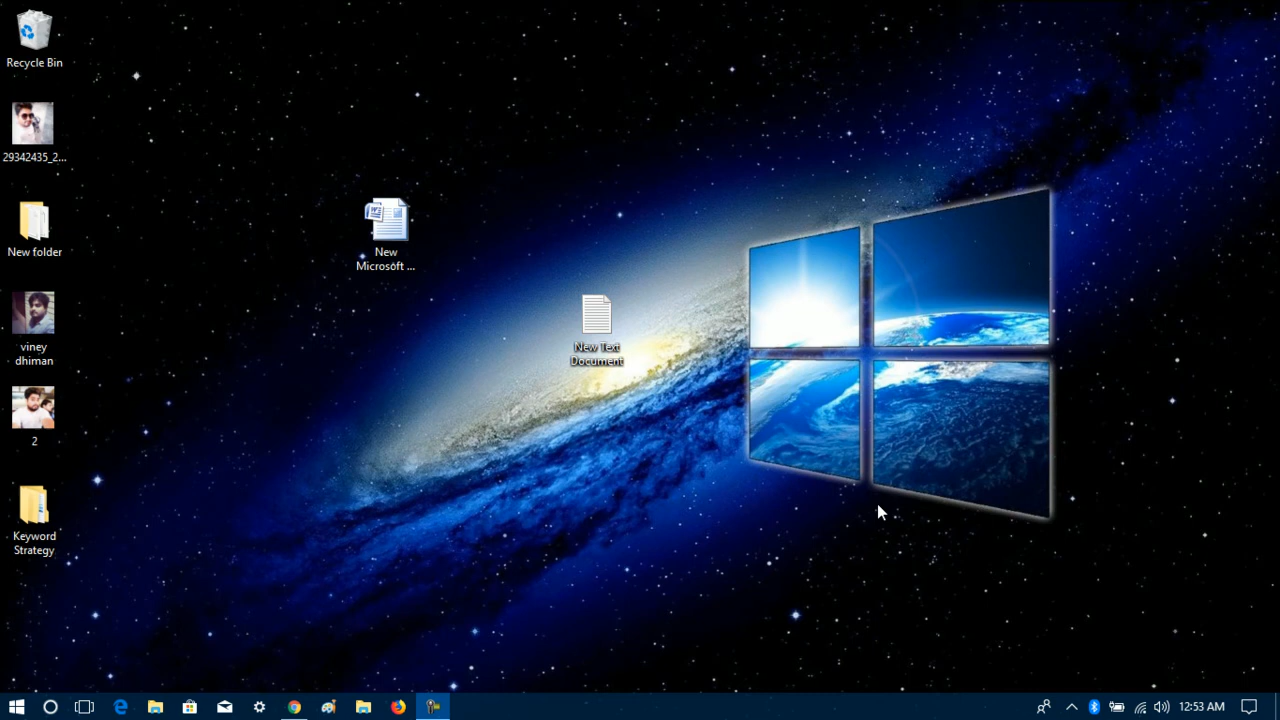 Recycle Bin
29342435_2...
New folder
viney
dhiman
2
Keyword
Strategy
New
Microsoft ...
New Text
Document
12:53 AM